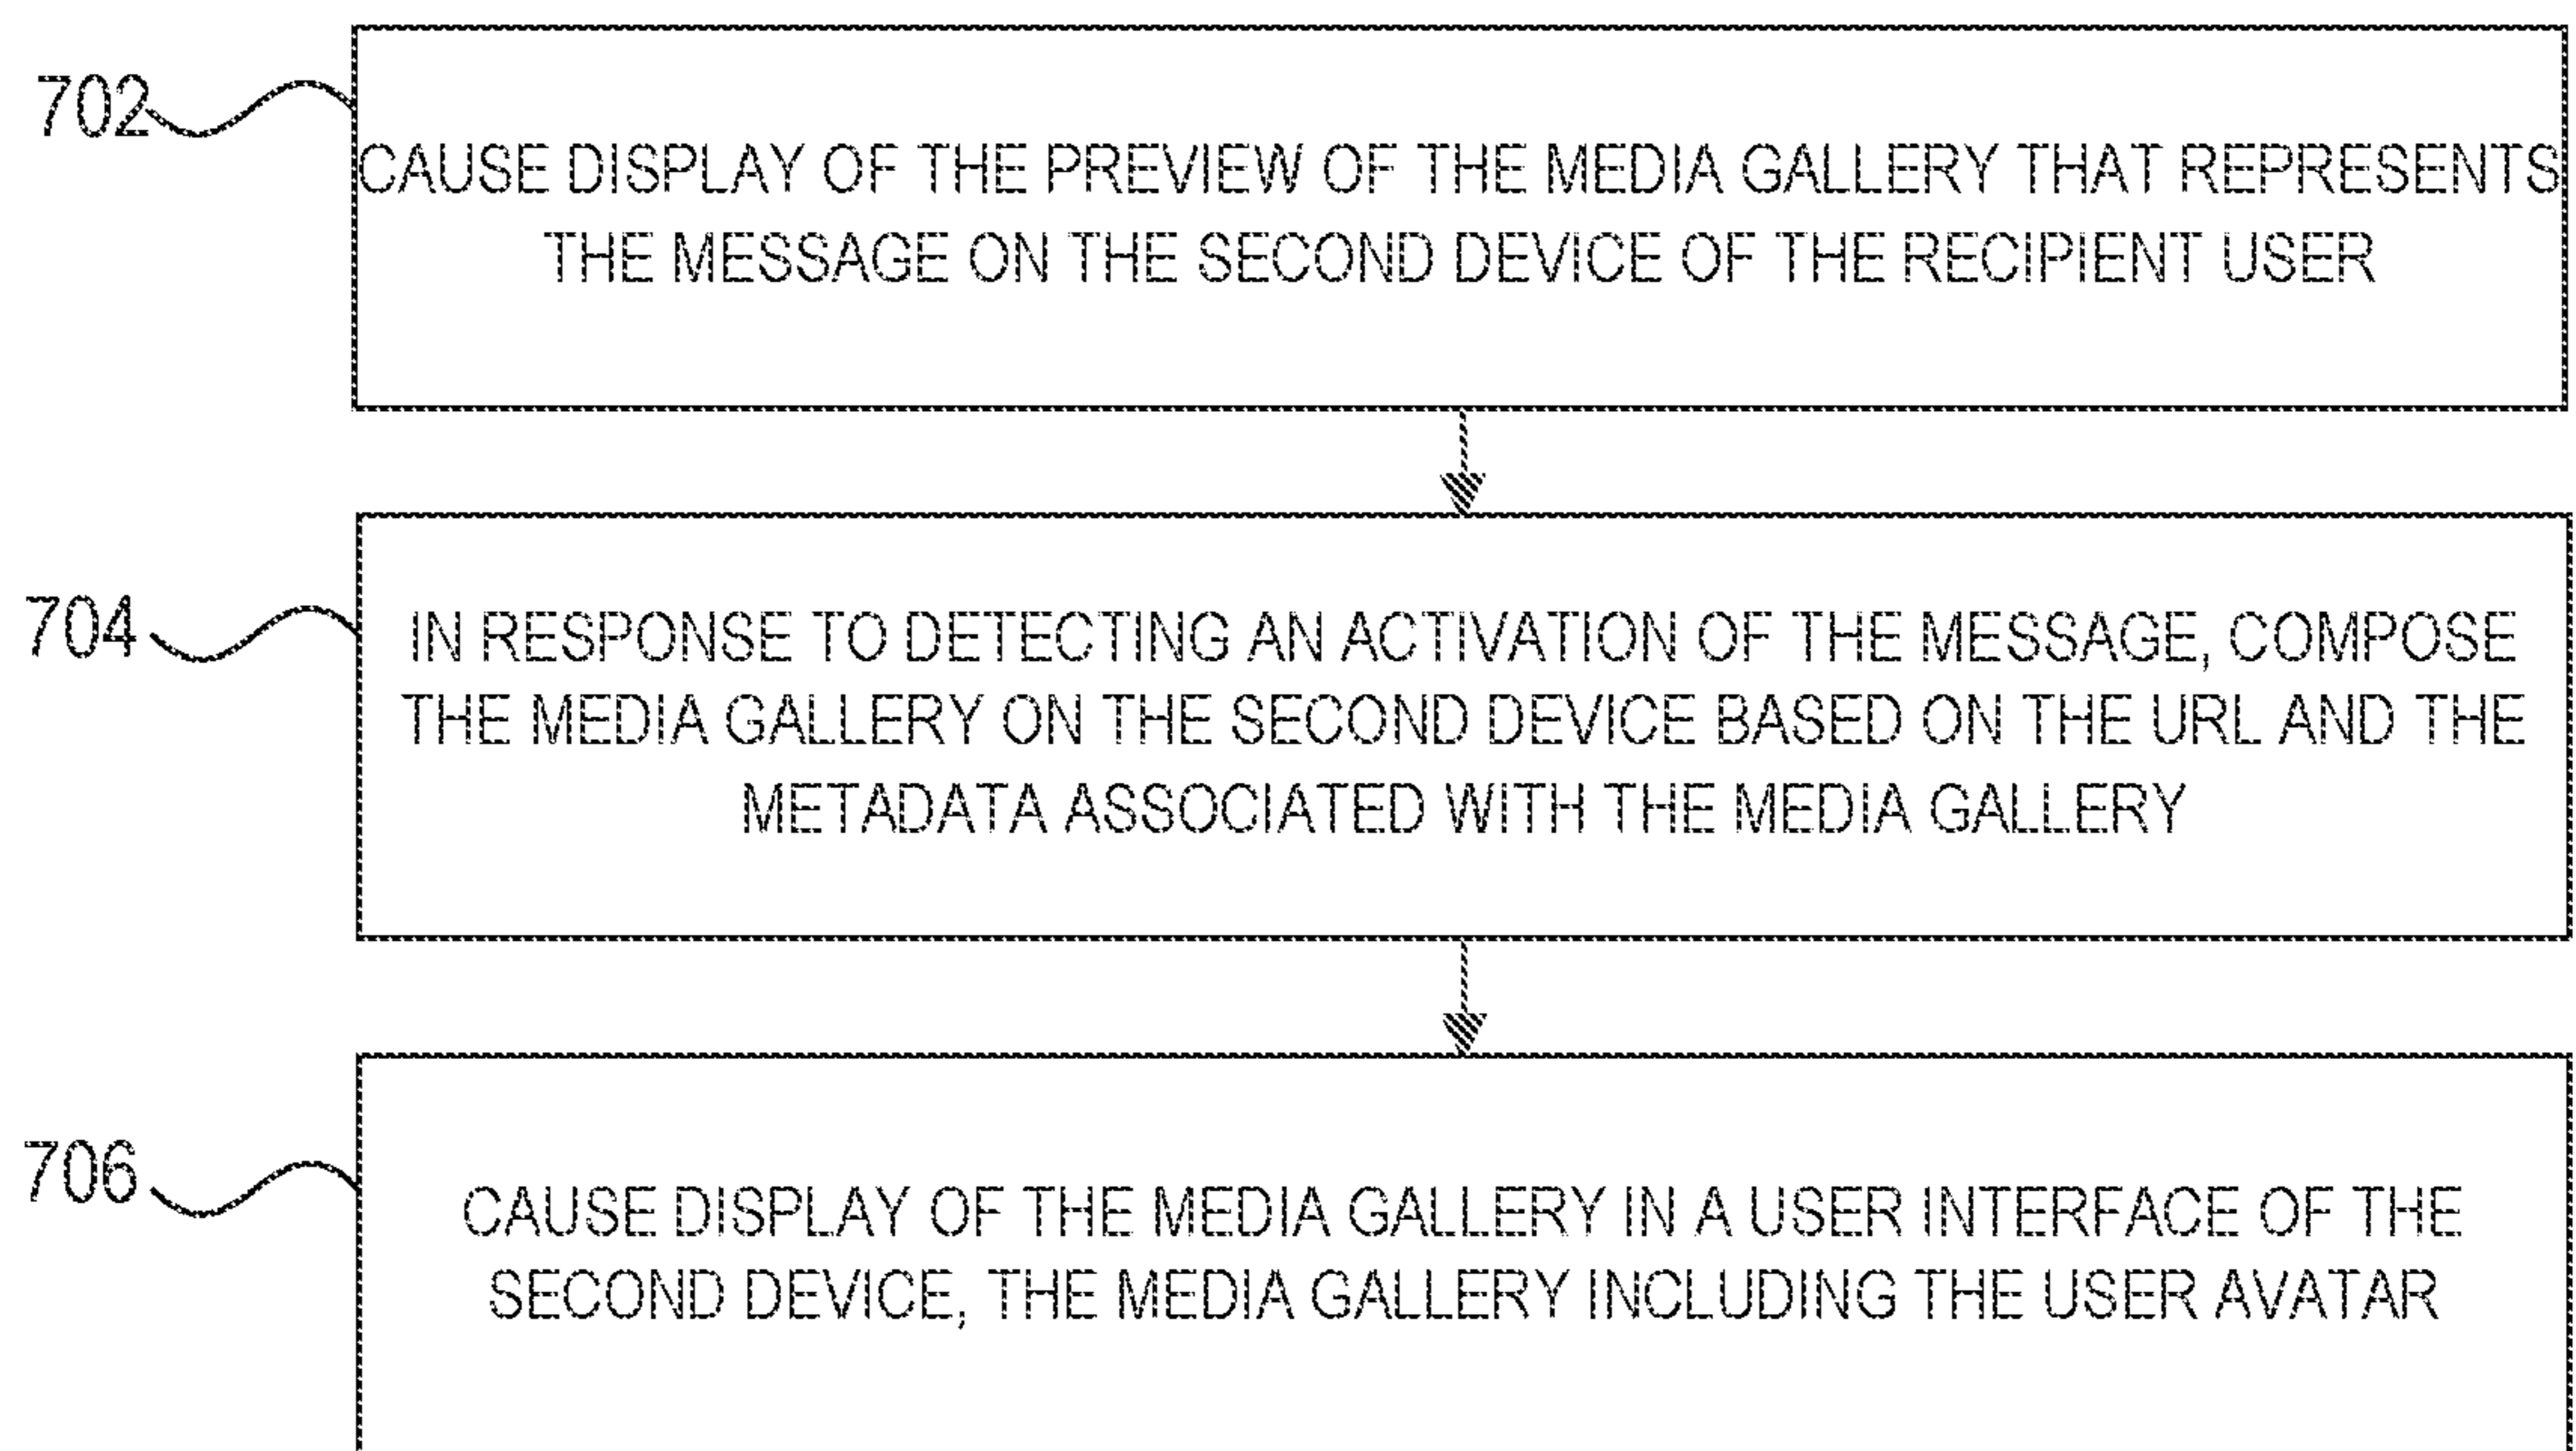 702
CAUSE DISPLAY OF THE PREVIEW OF THE MEDIA GALLERY THAT REPRESENTS
THE MESSAGE ON THE SECOND DEVICE OF THE RECIPIENT USER
704
IN RESPONSE TO DETECTING AN ACTIVATION OF THE MESSAGE, COMPOSE
THE MEDIA GALLERY ON THE SECOND DEVICE BASED ON THE URL AND THE
METADATA ASSOCIATED WITH THE MEDIA GALLERY
706
CAUSE DISPLAY OF THE MEDIA GALLERY IN A USER INTERFACE OF THE
SECOND DEVICE, THE MEDIA GALLERY INCLUDING THE USER AVATAR